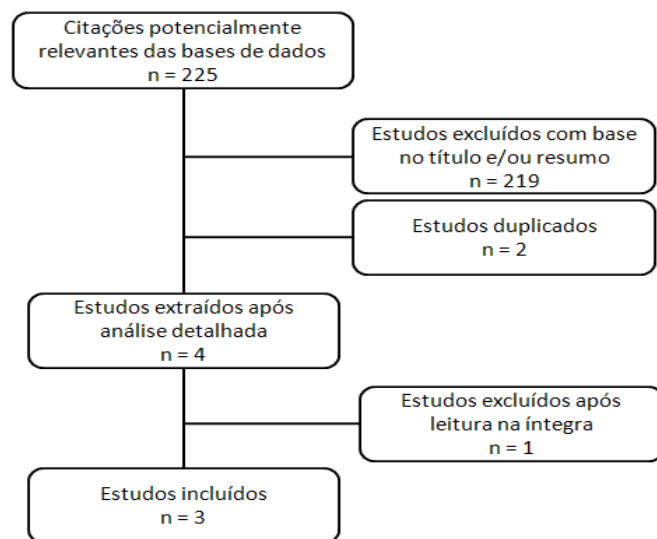 Citações potencialmente
relevantes das bases de dados
n = 225
Estudos excluídos com base
no título e/ou resumo
n = 219
Estudos duplicados
n = 2
Estudos extraídos após
análise detalhada
n = 4
Estudos excluídos após
leitura na íntegra
n = 1
Estudos incluídos
n = 3